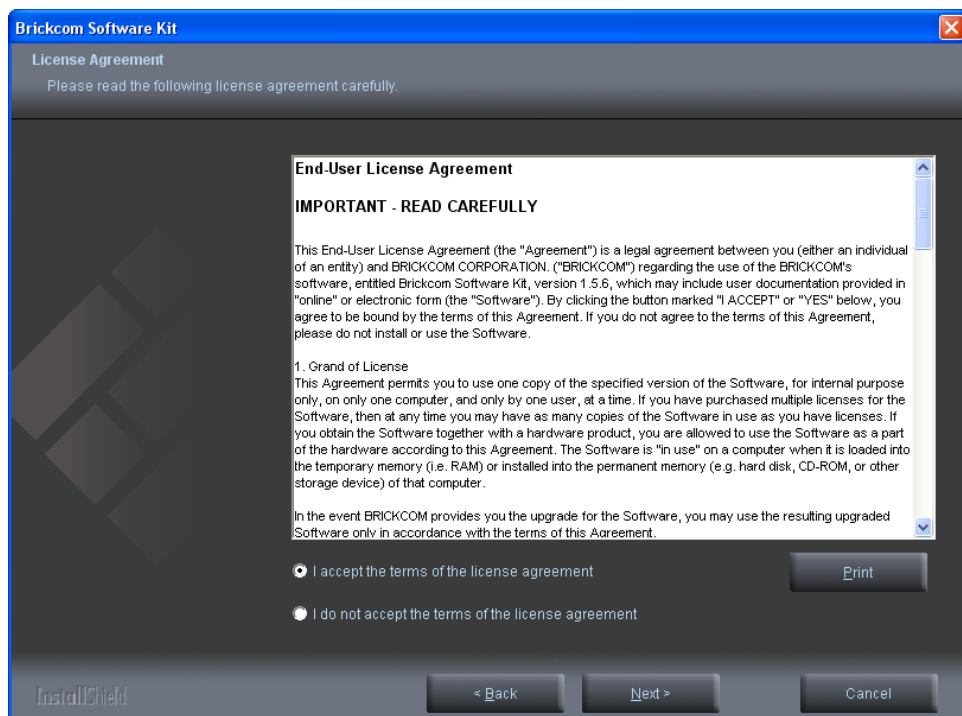 Brickcom Software Kit
License Agreement
Please read the following license agreement carefully.
End-User License Agreement
IMPORTANT - READ CAREFULLY
This End-User License Agreement (the "Agreement") is a legal agreement between you (either an individual
of an entity) and BRICKCOM CORPORATION. ("BRICKCOM") regarding the use of the BRICKCOM's
software, entitled Brickcom Software Kit, version 1.5.6, which may include user documentation provided in
"online" or electronic form (the "Software"). By clicking the button marked "I ACCEPT" or "YES" below, you
agree to be bound by the terms of this Agreement. If you do not agree to the terms of this Agreement,
please do not install or use the Software.
1. Grand of License
This Agreement permits you to use one copy of the specified version of the Software, for internal purpose
only, on only one computer, and only by one user, at a time. If you have purchased multiple licenses for the
Software, then at any time you may have as many copies of the Software in use as you have licenses. If
you obtain the Software together with a hardware product, you are allowed to use the Software as a part
of the hardware according to this Agreement. The Software is "in use" on a computer when it is loaded into
the temporary memory (i.e. RAM) or installed into the permanent memory (e.g. hard disk, CD-ROM, or other
storage device) of that computer.
In the event BRICKCOM provides you the upgrade for the Software, you may use the resulting upgraded
Software only in accordance with the terms of this Agreement.
I accept the terms of the license agreement
Print
I do not accept the terms of the license agreement
InstallShield
< Back
Next >
Cancel